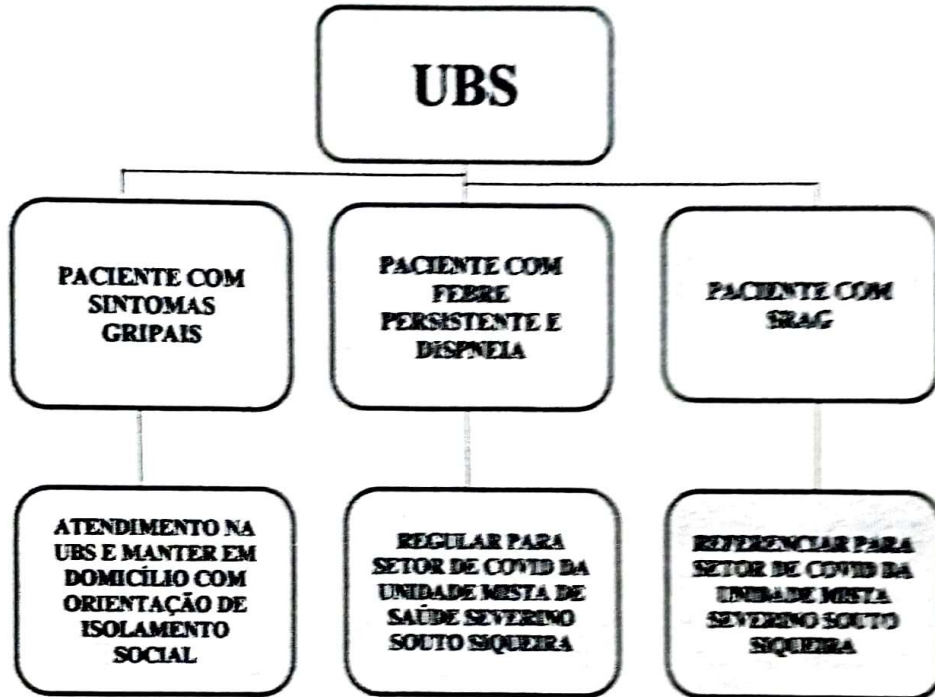 UBS
PACIENTE COM
SINTOMAS
GRIPAIS
PACIENTE COM
FEBRE
PERSISTENTE E
DISPNEIA
PACIENTE COM
SRAG
ATENDIMENTO NA
UBS E MANTER EM
DOMICÍLIO COM
ORIENTAÇÃO DE
ISOLAMENTO
SOCIAL
REGULAR PARA
SETOR DE COVID DA
UNIDADE MISTA DE
SAÚDE SEVERINO
SOUTO SIQUEIRA
REFERENCIAR PARA
SETOR DE COVID DA
UNIDADE MISTA
SEVERINO SOUTO
SIQUEIRA